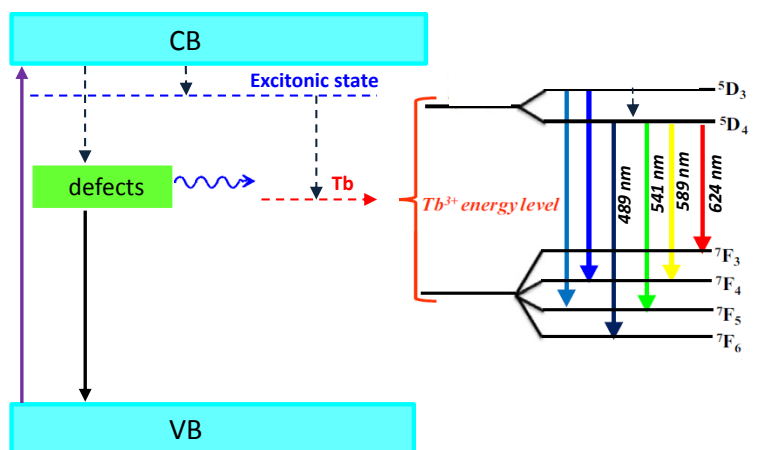 CB
Excitonic state
defects
Tb
VB
Tb³⁺ energy level
⁵D₃
⁵D₄
489 nm
541 nm
589 nm
624 nm
⁷F₃
⁷F₄
⁷F₅
⁷F₆